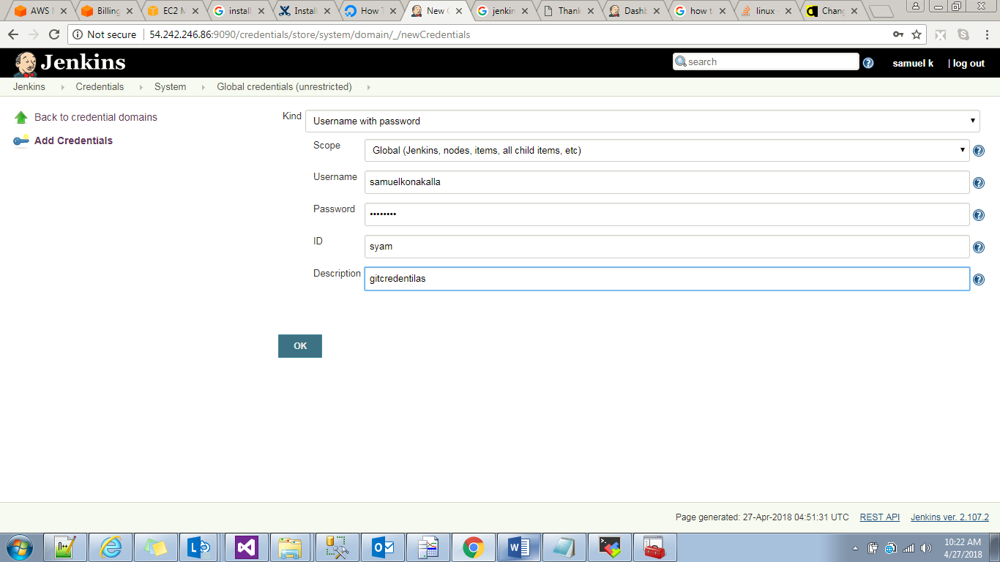 AWS Billing EC2 M install Install How T New C jenkin Thank Dash how t linux Chang
Not secure 54.242.246.86:9090/credentials/store/system/domain/_/newCredentials
Jenkins search samuel k | log out
Jenkins Credentials System Global credentials (unrestricted)
Back to credential domains
Add Credentials
Kind Username with password
Scope Global (Jenkins, nodes, items, all child items, etc)
Username samuelkonakalla
Password ••••••••
ID syam
Description gitcredentilas
OK
Page generated: 27-Apr-2018 04:51:31 UTC REST API Jenkins ver. 2.107.2
10:22 AM
4/27/2018